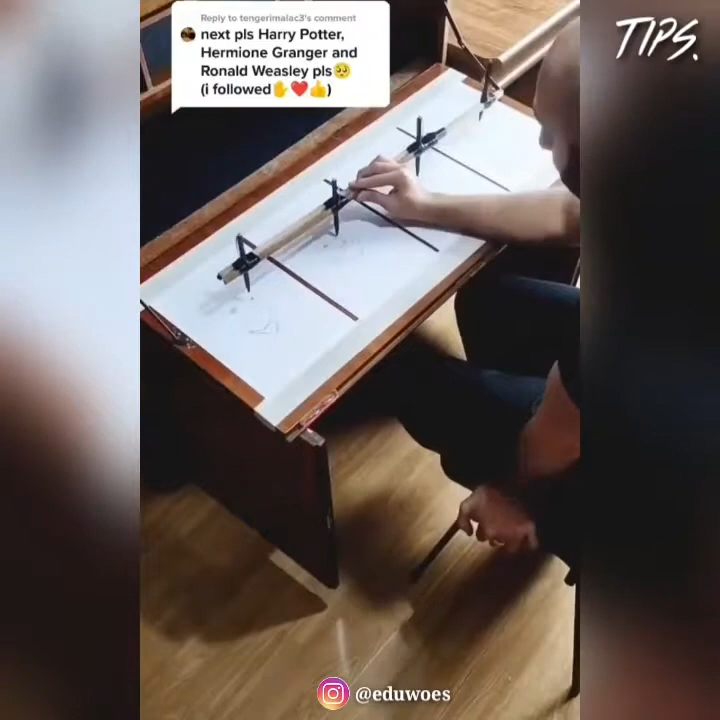 Reply to tengerimalac3's comment
next pls Harry Potter,
Hermione Granger and
Ronald Weasley pls🥺
(i followed✋❤️👍)
TIPS.
@eduwoes